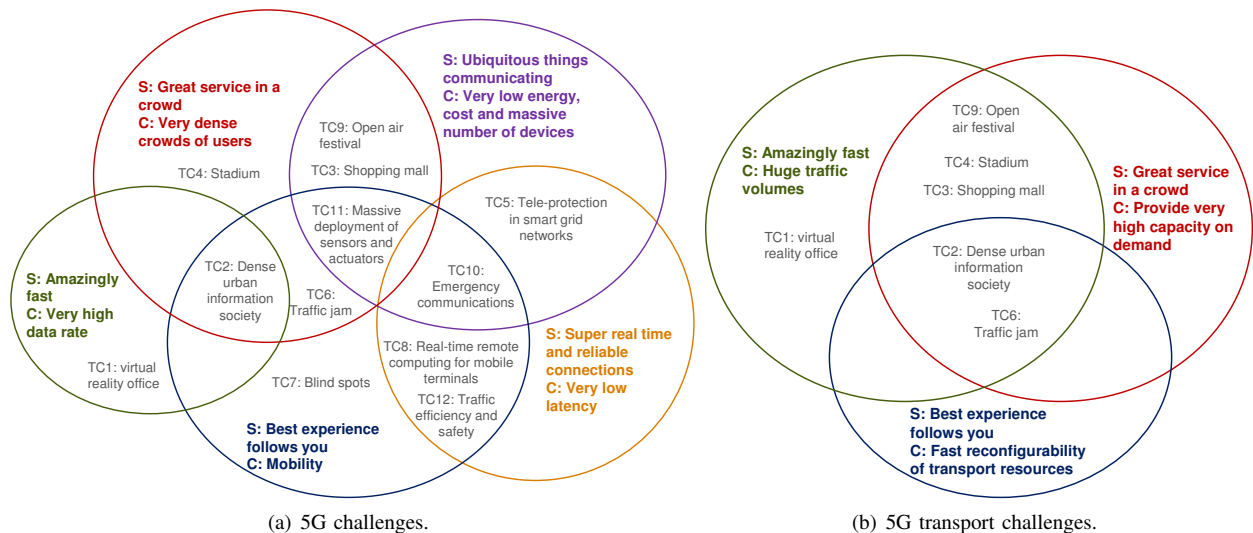 S: Great service in a
crowd
C: Very dense
crowds of users
TC4: Stadium
S: Ubiquitous things
communicating
C: Very low energy,
cost and massive
number of devices
TC9: Open air
festival
TC3: Shopping mall
TC11: Massive
deployment of
sensors and
actuators
TC5: Tele-protection
in smart grid
networks
TC10:
Emergency
communications
S: Amazingly
fast
C: Very high
data rate
TC2: Dense
urban
information
society
TC6:
Traffic jam
TC1: virtual
reality office
TC7: Blind spots
TC8: Real-time remote
computing for mobile
terminals
TC12: Traffic
efficiency and
safety
S: Super real time
and reliable
connections
C: Very low
latency
S: Best experience
follows you
C: Mobility
(a) 5G challenges.
S: Amazingly fast
C: Huge traffic
volumes
TC1: virtual
reality office
TC9: Open
air festival
TC4: Stadium
TC3: Shopping mall
S: Great service
in a crowd
C: Provide very
high capacity on
demand
TC2: Dense urban
information
society
TC6:
Traffic jam
S: Best experience
follows you
C: Fast reconfigurability
of transport resources
(b) 5G transport challenges.